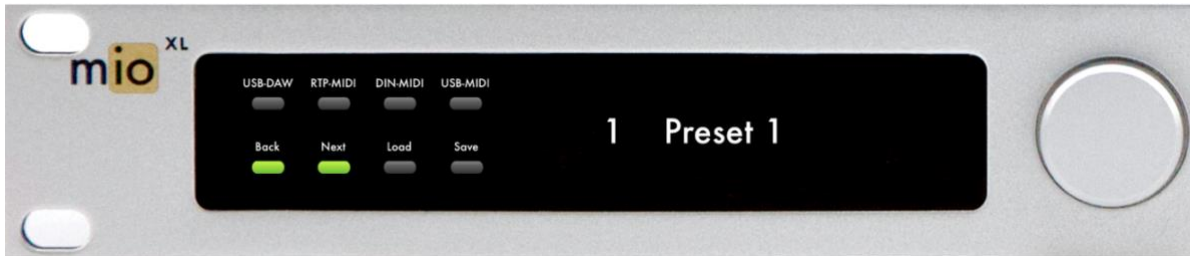 mio XL
USB-DAW RTP-MIDI DIN-MIDI USB-MIDI
Back Next Load Save
1 Preset 1